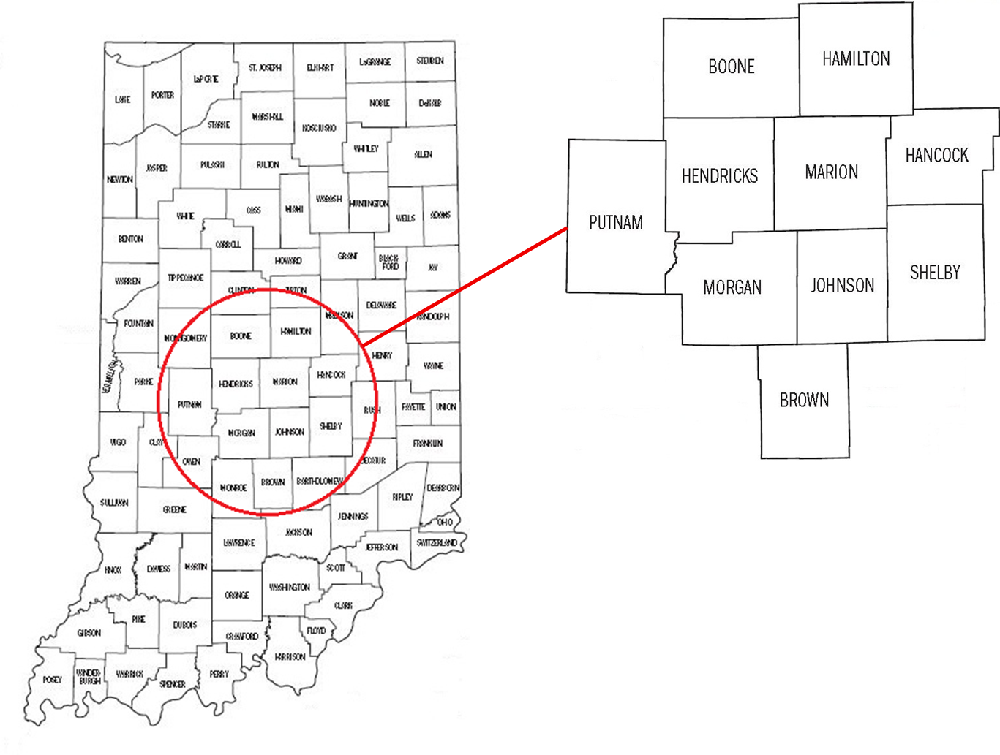 LaGRANGE
STEUBEN
ST. JOSEPH
ELKHART
LaPORTE
LAKE
PORTER
NOBLE
DeKALB
STARKE
MARSHALL
KOSCIUSKO
WHITLEY
ALLEN
NEWTON
JASPER
PULASKI
FULTON
WHITE
CASS
MIAMI
WABASH
HUNTINGTON
WELLS
ADAMS
BENTON
CARROLL
HOWARD
GRANT
BLACK-
FORD
JAY
WARREN
TIPPECANOE
CLINTON
TIPTON
MADISON
DELAWARE
RANDOLPH
FOUNTAIN
MONTGOMERY
BOONE
HAMILTON
HENRY
WAYNE
VERMILLION
PARKE
PUTNAM
HENDRICKS
MARION
HANCOCK
RUSH
FAYETTE
UNION
VIGO
CLAY
OWEN
MORGAN
JOHNSON
SHELBY
DECATUR
FRANKLIN
MONROE
BROWN
BARTHOLOMEW
DEARBORN
SULLIVAN
GREENE
JENNINGS
RIPLEY
OHIO
LAWRENCE
JACKSON
JEFFERSON
SWITZERLAND
KNOX
DAVIESS
MARTIN
SCOTT
ORANGE
WASHINGTON
CLARK
GIBSON
PIKE
DUBOIS
CRAWFORD
FLOYD
HARRISON
POSEY
VANDER-
BURGH
WARRICK
SPENCER
PERRY
BOONE
HAMILTON
HENDRICKS
MARION
HANCOCK
PUTNAM
MORGAN
JOHNSON
SHELBY
BROWN